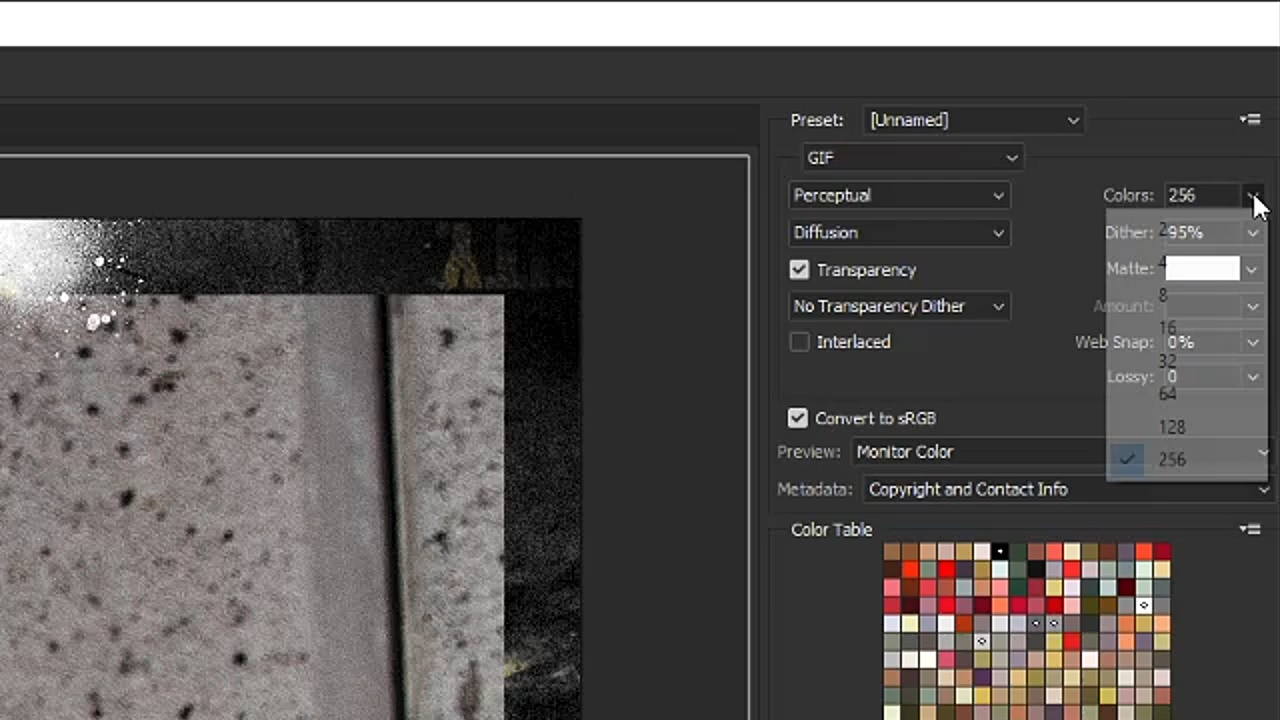 Preset: [Unnamed]
GIF
Perceptual
Colors: 256
Diffusion
Dither: 95%
Transparency
Matte:
No Transparency Dither
Amount:
Interlaced
Web Snap: 0%
Lossy: 0
2
4
8
16
32
64
128
256
Convert to sRGB
Preview: Monitor Color
Metadata: Copyright and Contact Info
Color Table